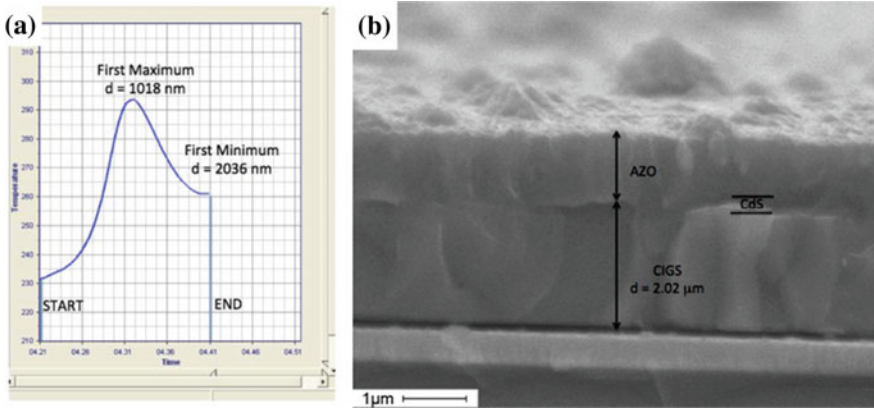 (a)
310
300
290
280
270
260
250
240
230
220
210
Temperature
First Maximum
d = 1018 nm
First Minimum
d = 2036 nm
START
END
04.21
04.26
04.31
04.36
04.41
04.46
04.51
Time
(b)
AZO
CdS
CIGS
d = 2.02 μm
1μm